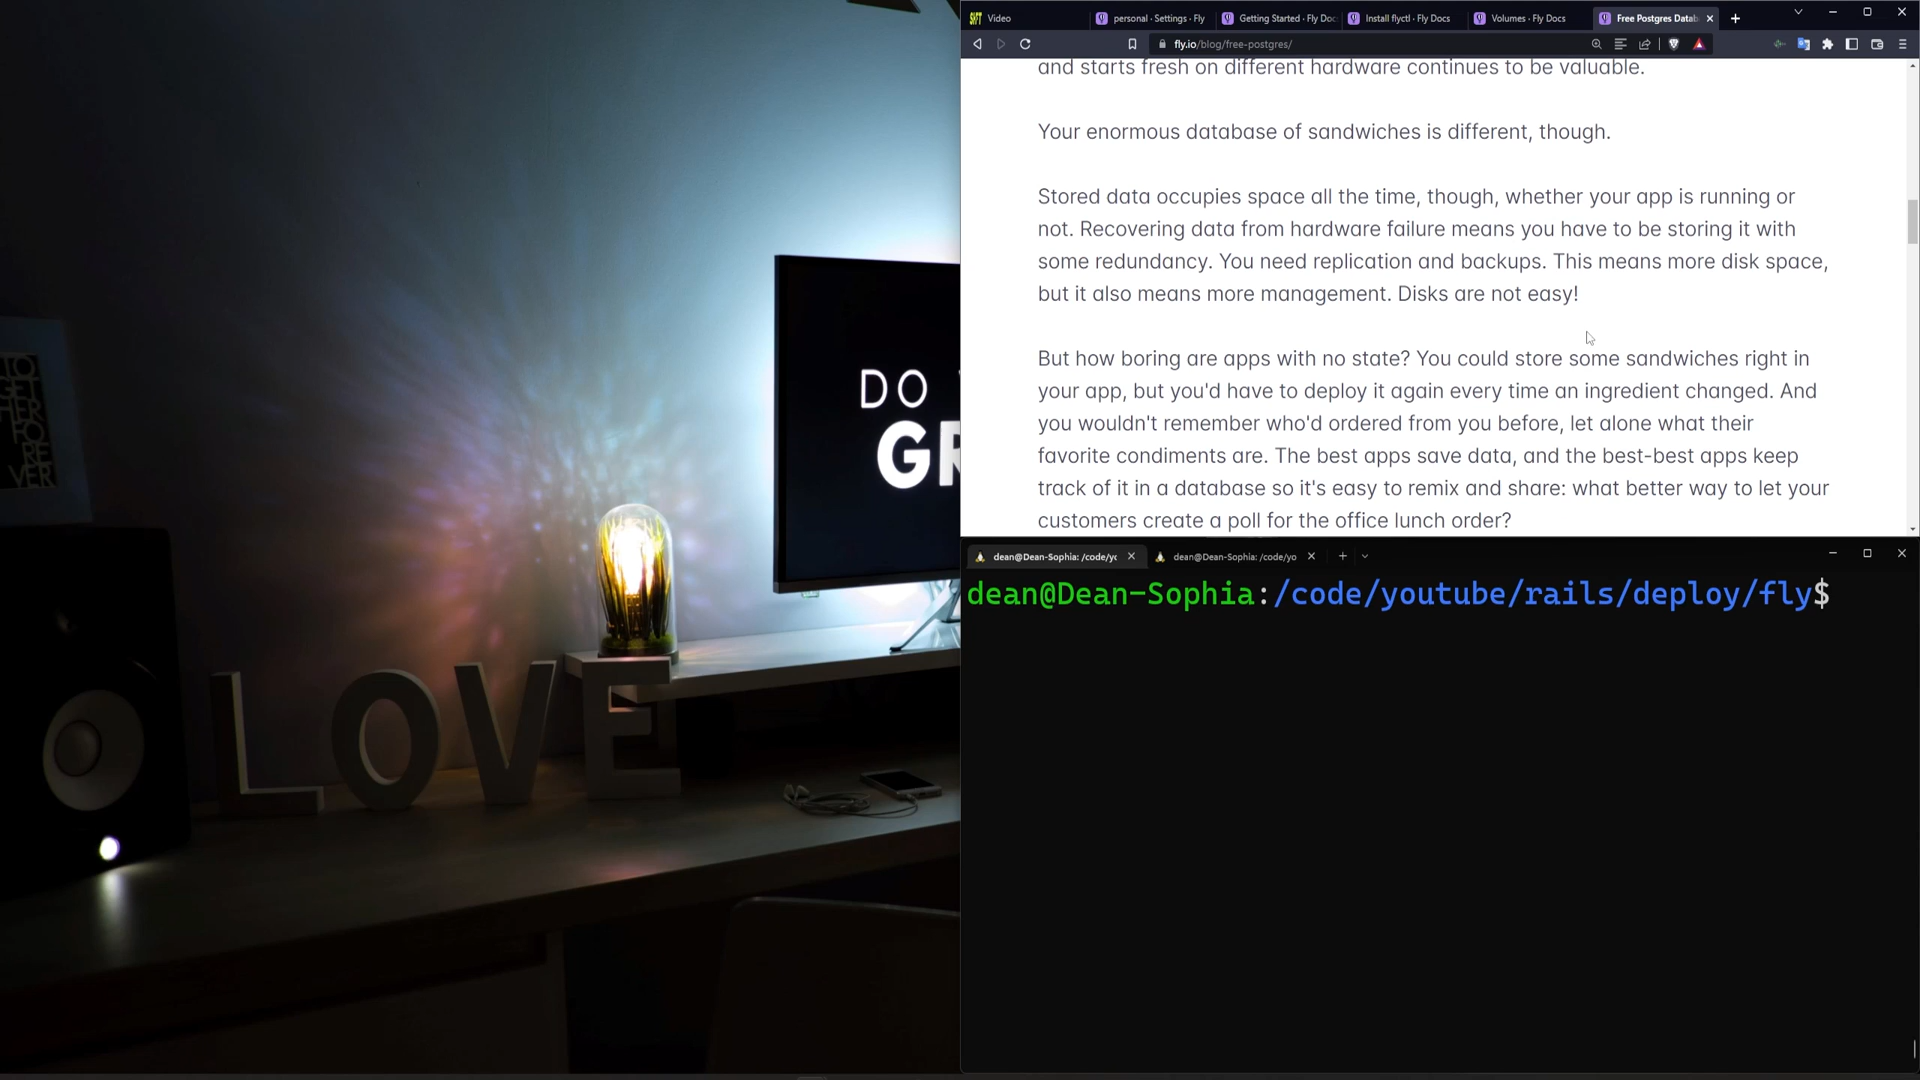 TO
GET
HER
FO
RE
VER
DO
GR
LOVE
Video
personal · Settings · Fly
Getting Started · Fly Doc
Install flyctl · Fly Docs
Volumes · Fly Docs
Free Postgres Datab
fly.io/blog/free-postgres/
and starts fresh on different hardware continues to be valuable.
Your enormous database of sandwiches is different, though.
Stored data occupies space all the time, though, whether your app is running or
not. Recovering data from hardware failure means you have to be storing it with
some redundancy. You need replication and backups. This means more disk space,
but it also means more management. Disks are not easy!
But how boring are apps with no state? You could store some sandwiches right in
your app, but you'd have to deploy it again every time an ingredient changed. And
you wouldn't remember who'd ordered from you before, let alone what their
favorite condiments are. The best apps save data, and the best-best apps keep
track of it in a database so it's easy to remix and share: what better way to let your
customers create a poll for the office lunch order?
dean@Dean-Sophia: /code/yo
dean@Dean-Sophia: /code/yo
dean@Dean-Sophia:/code/youtube/rails/deploy/fly$